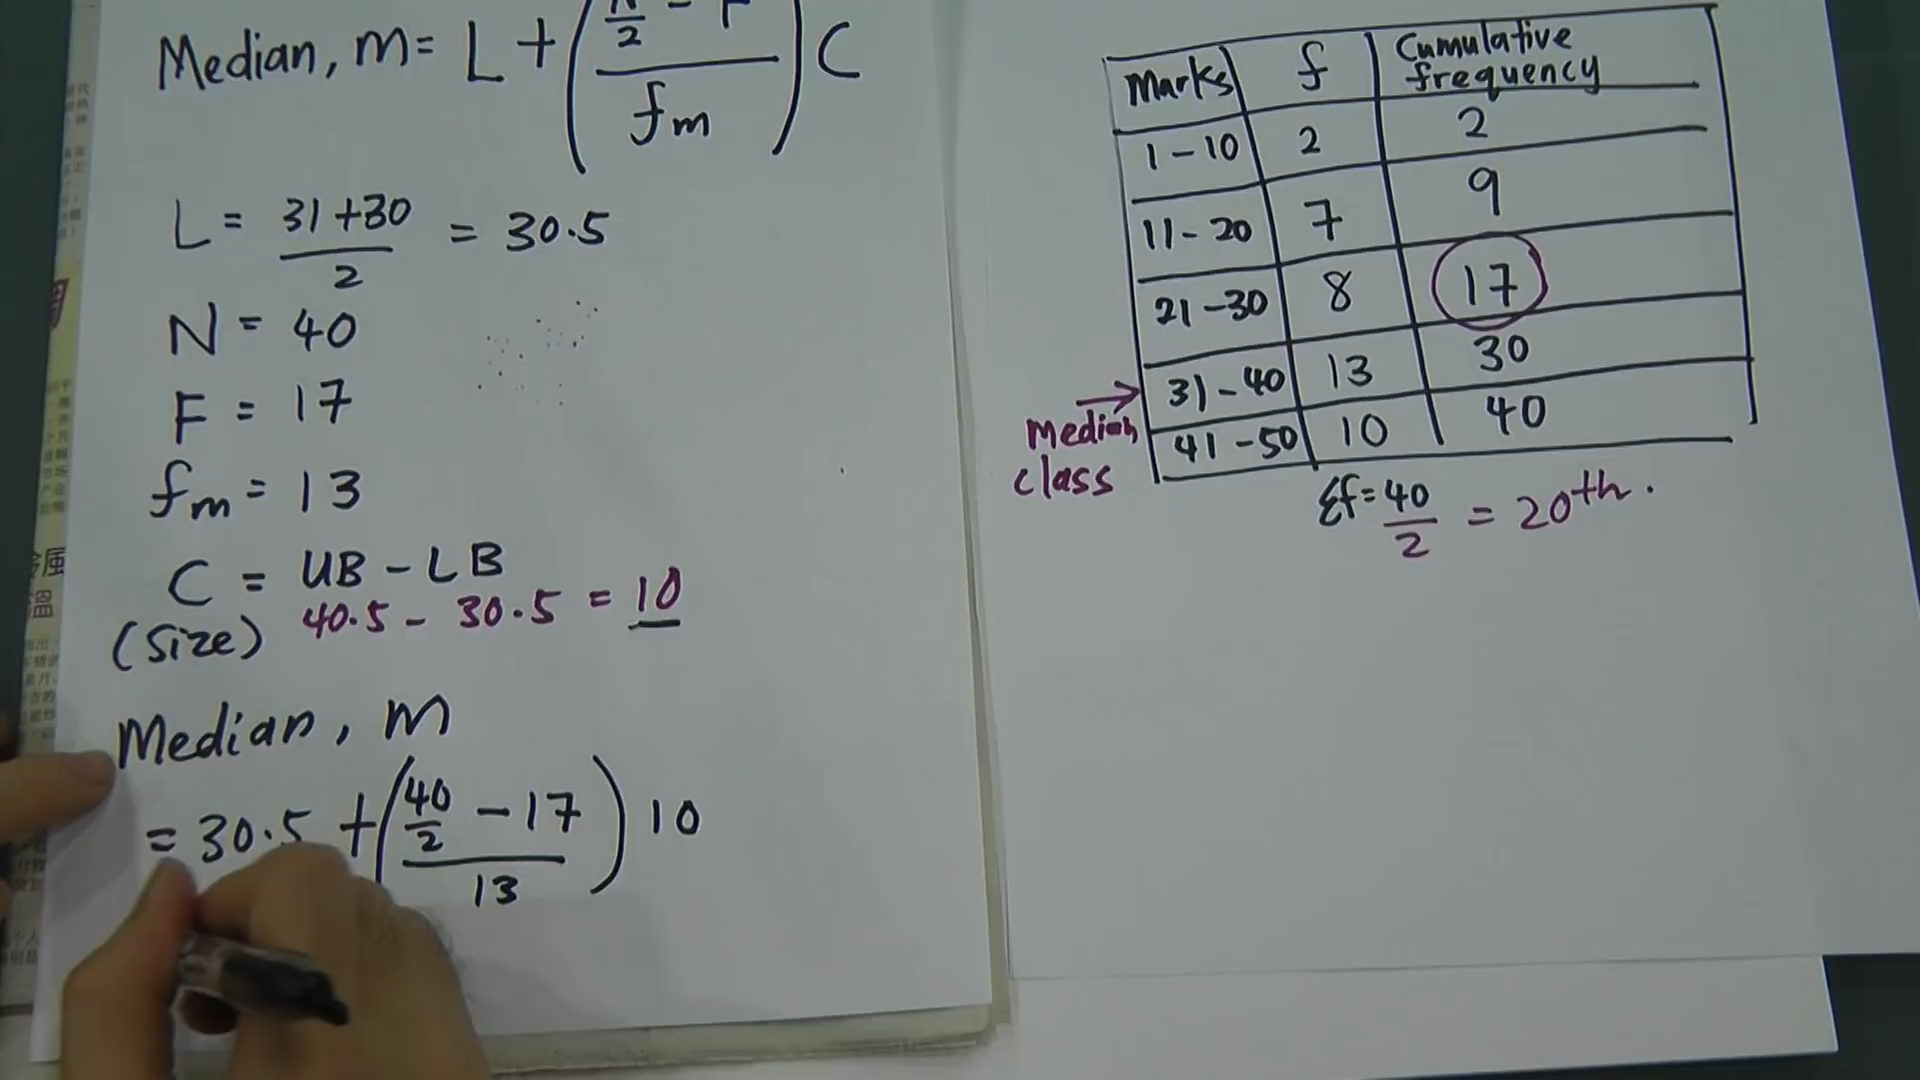 Median, m = L + ( N/2 - F / fm ) C
L = 31+30 / 2 = 30.5
N = 40
F = 17
fm = 13
C = UB - LB
(Size) 40.5 - 30.5 = 10
Median, m
= 30.5 + ( 40/2 - 17 / 13 ) 10
Marks f Cumulative frequency
1-10 2 2
11-20 7 9
21-30 8 17
31-40 13 30
41-50 10 40
Median
class
Σf = 40 / 2 = 20th.